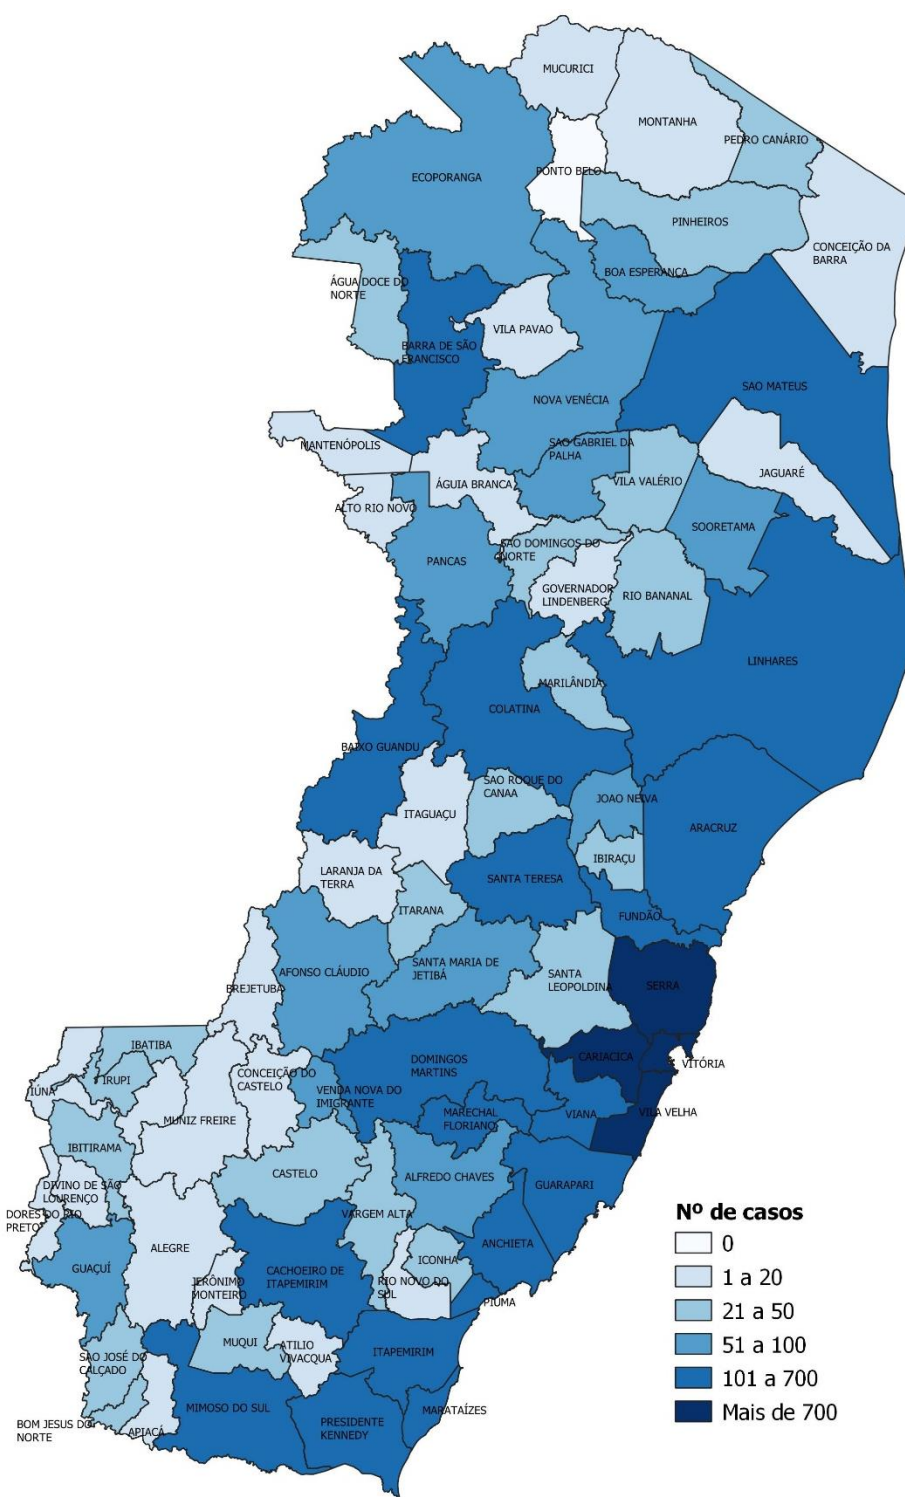 MUCURICI
MONTANHA
PEDRO CANÁRIO
PONTO BELO
ECOPORANGA
PINHEIROS
CONCEIÇÃO DA
BARRA
BOA ESPERANÇA
ÁGUA DOCE DO
NORTE
VILA PAVAO
BARRA DE SÃO
FRANCISCO
SAO MATEUS
NOVA VENÉCIA
MANTENÓPOLIS
SAO GABRIEL DA
PALHA
JAGUARÉ
ÁGUIA BRANCA
VILA VALÉRIO
ALTO RIO NOVO
SOORETAMA
SAO DOMINGOS DO
NORTE
PANCAS
GOVERNADOR
LINDENBERG
RIO BANANAL
LINHARES
MARILÂNDIA
COLATINA
BAIXO GUANDU
SAO ROQUE DO
CANAA
JOAO NEIVA
ITAGUAÇU
ARACRUZ
IBIRAÇU
LARANJA DA
TERRA
SANTA TERESA
ITARANA
FUNDÃO
SANTA MARIA DE
JETIBÁ
AFONSO CLÁUDIO
SANTA
LEOPOLDINA
SERRA
BREJETUBA
IBATIBA
DOMINGOS
MARTINS
CARIACICA
VITÓRIA
CONCEIÇÃO DO
CASTELO
IRUPI
IÚNA
VENDA NOVA DO
IMIGRANTE
MARECHAL
FLORIANO
VIANA
VILA VELHA
MUNIZ FREIRE
IBITIRAMA
CASTELO
ALFREDO CHAVES
GUARAPARI
DIVINO DE SÃO
LOURENÇO
DORES DO RIO
PRETO
VARGEM ALTA
ANCHIETA
ALEGRE
ICONHA
GUAÇUÍ
CACHOEIRO DE
ITAPEMIRIM
JERÔNIMO
MONTEIRO
RIO NOVO DO
SUL
PIÚMA
MUQUI
ATILIO
VIVACQUA
ITAPEMIRIM
SAO JOSÉ DO
CALÇADO
MIMOSO DO SUL
MARATAÍZES
BOM JESUS DO
NORTE
APIACÁ
PRESIDENTE
KENNEDY
Nº de casos
0
1 a 20
21 a 50
51 a 100
101 a 700
Mais de 700